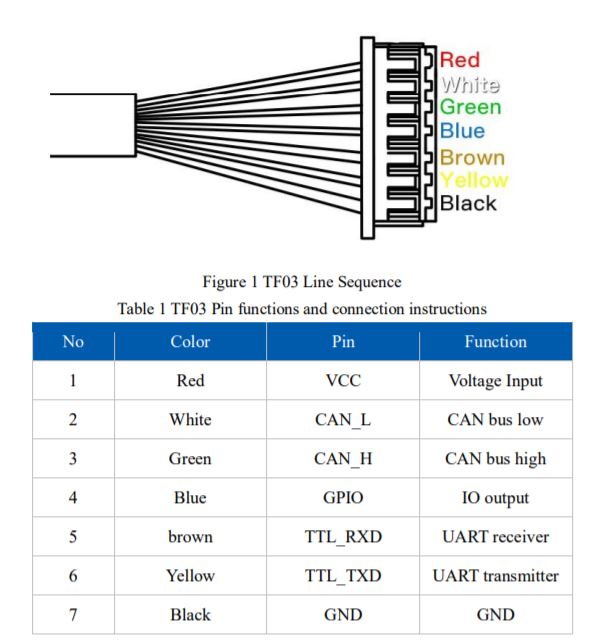 Red
White
Green
Blue
Brown
Yellow
Black
Figure 1 TF03 Line Sequence
Table 1 TF03 Pin functions and connection instructions
No Color Pin Function
1 Red VCC Voltage Input
2 White CAN_L CAN bus low
3 Green CAN_H CAN bus high
4 Blue GPIO IO output
5 brown TTL_RXD UART receiver
6 Yellow TTL_TXD UART transmitter
7 Black GND GND